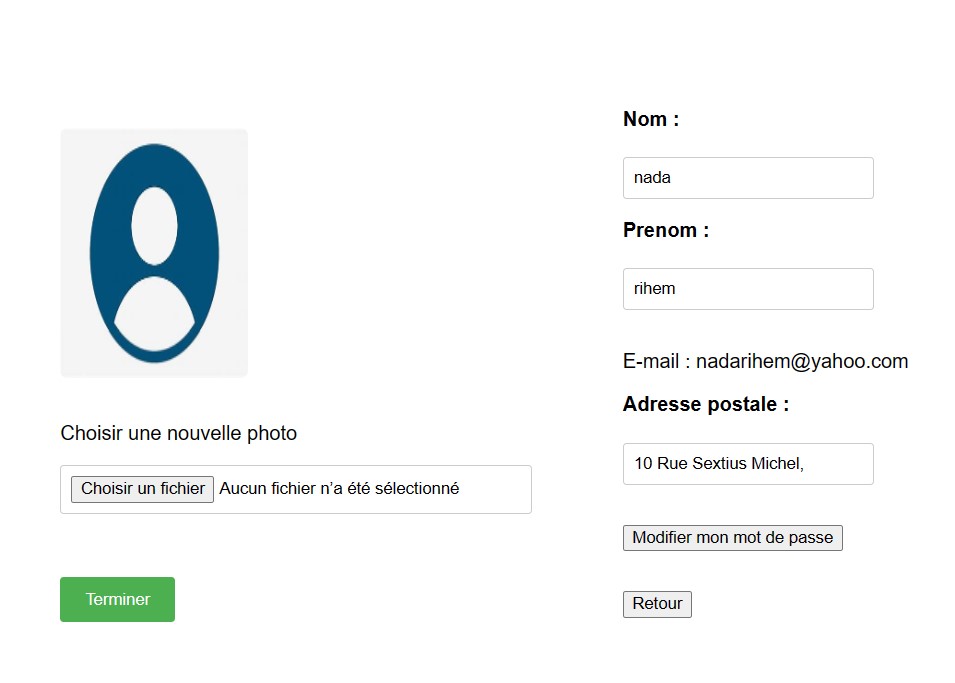 Choisir une nouvelle photo
Choisir un fichier Aucun fichier n’a été sélectionné
Terminer
Nom :
nada
Prenom :
rihem
E-mail : nadarihem@yahoo.com
Adresse postale :
10 Rue Sextius Michel,
Modifier mon mot de passe
Retour